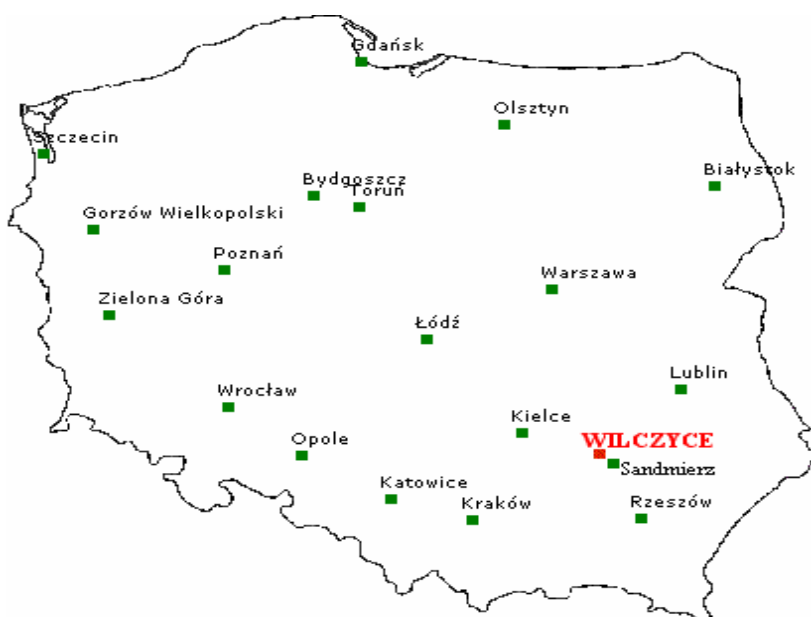 Gdańsk
Olsztyn
Szczecin
Białystok
Bydgoszcz
Toruń
Gorzów Wielkopolski
Poznań
Warszawa
Zielona Góra
Łódź
Lublin
Wrocław
Kielce
WILCZYCE
Opole
Sandmierz
Katowice
Kraków
Rzeszów